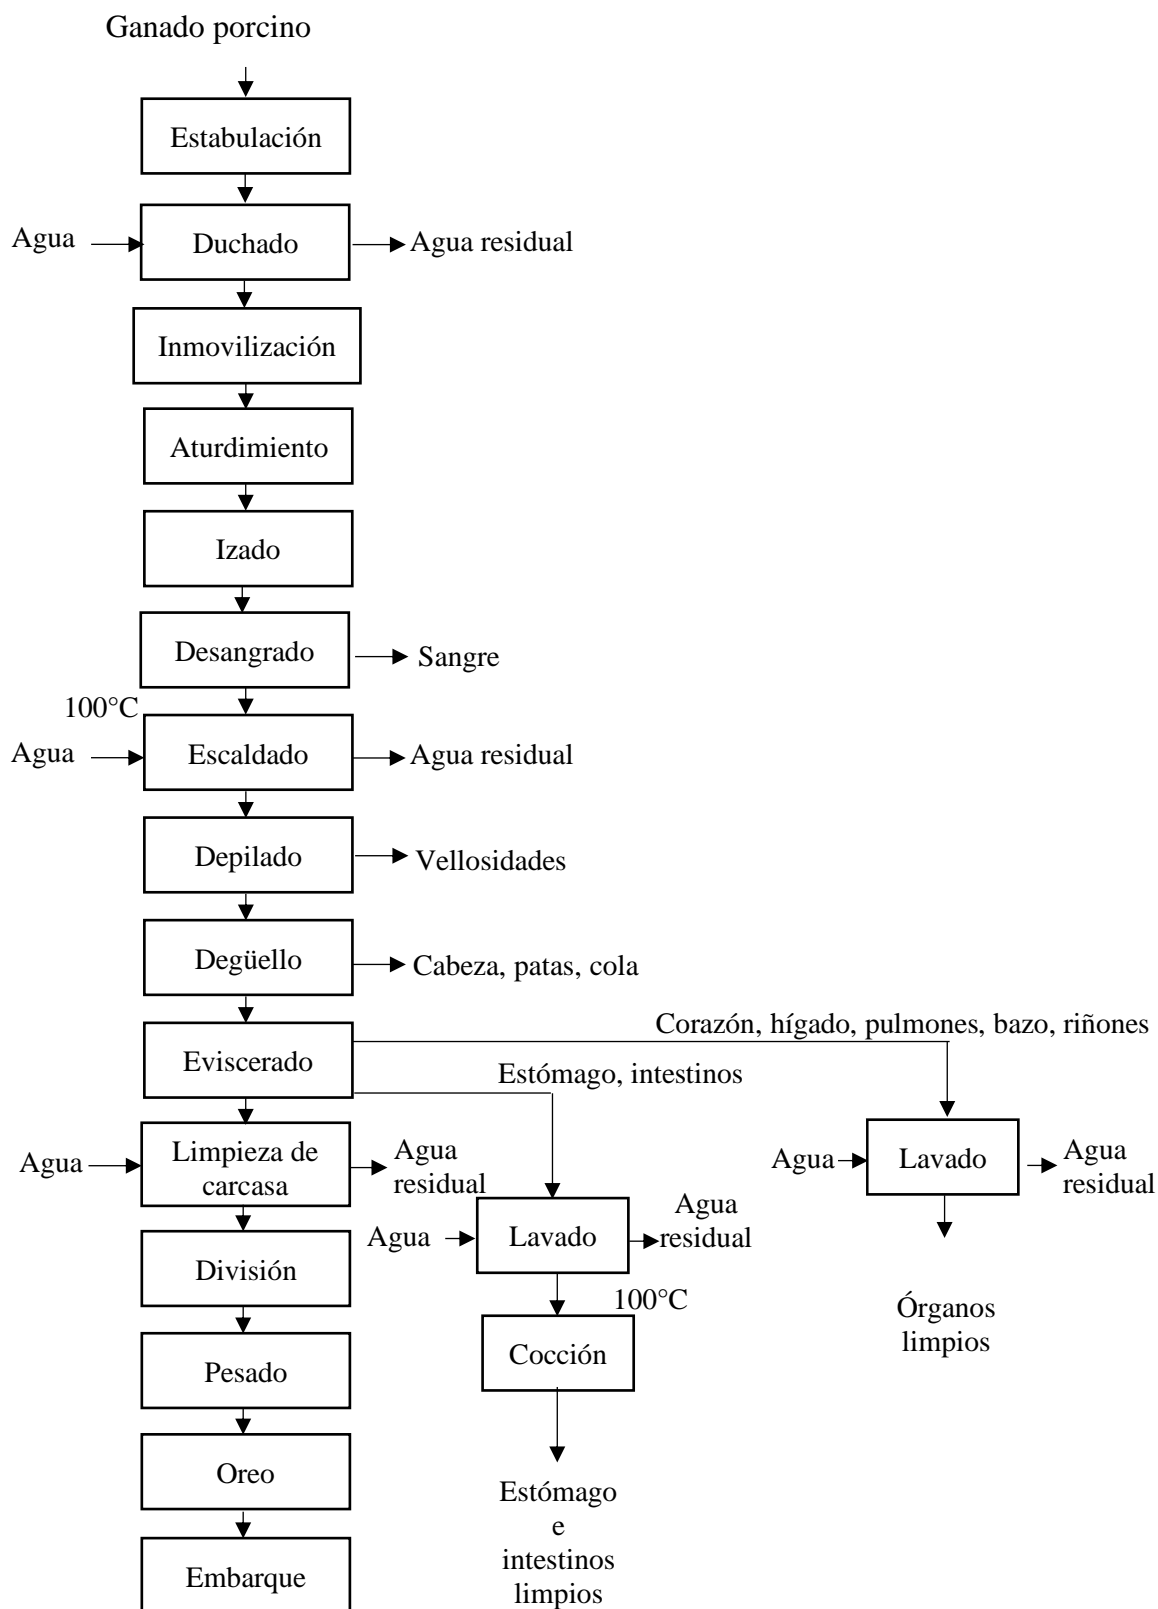 Ganado porcino
Estabulación
Agua
Duchado
Agua residual
Inmovilización
Aturdimiento
Izado
Desangrado
Sangre
100°C
Agua
Escaldado
Agua residual
Depilado
Vellosidades
Degüello
Cabeza, patas, cola
Corazón, hígado, pulmones, bazo, riñones
Eviscerado
Estómago, intestinos
Agua
Limpieza de
carcasa
Agua
residual
Agua
Lavado
Agua
residual
Agua
Lavado
Agua
residual
División
100°C
Órganos
limpios
Pesado
Cocción
Oreo
Estómago
e
intestinos
limpios
Embarque